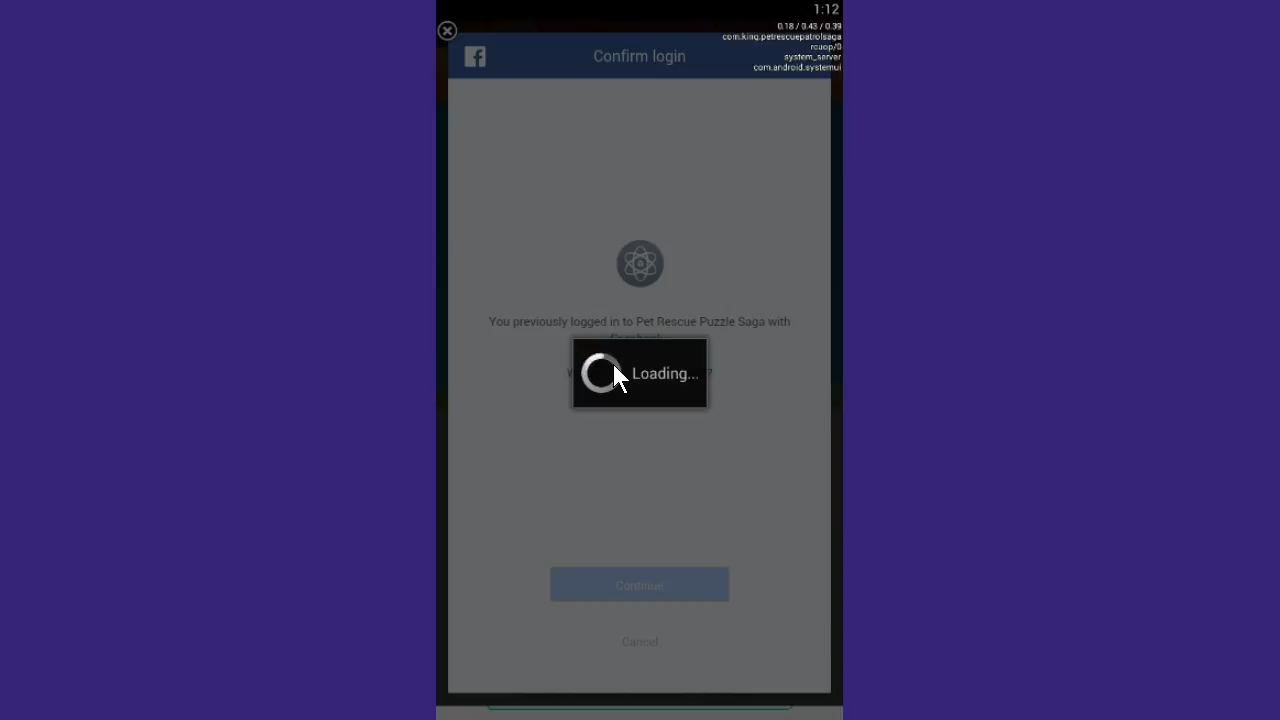 1:12
0.18 / 0.43 / 0.39
com.king.petrescuepatrolsaga
rcuop/0
system_server
com.android.systemui
Confirm login
You previously logged in to Pet Rescue Puzzle Saga with
Loading...
Continue
Cancel